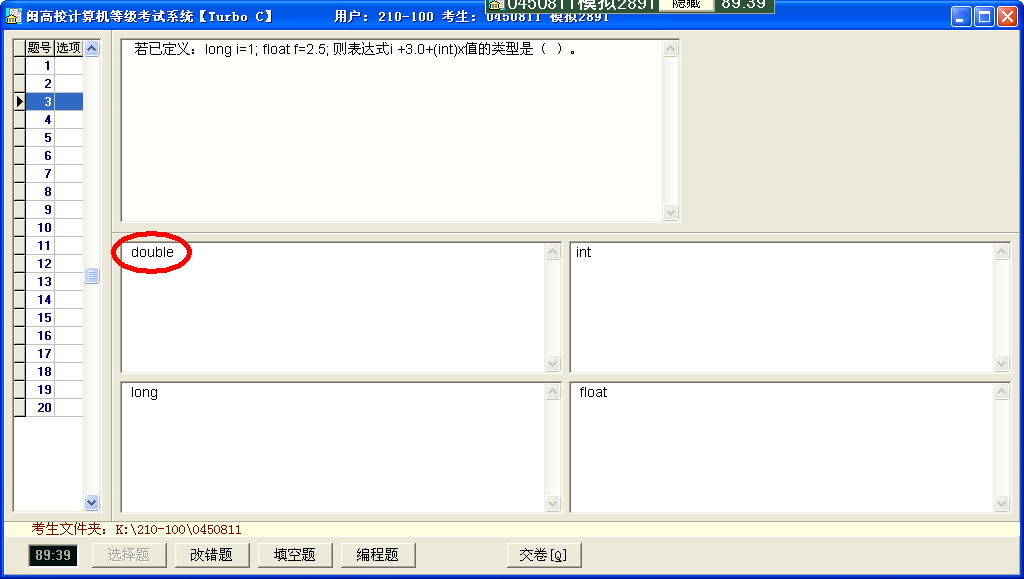 0450811模拟2891 隐藏 89:39
闽高校计算机等级考试系统【Turbo C】 用户: 210-100 考生: 0450811 模拟2891
题号 选项
1
2
3
4
5
6
7
8
9
10
11
12
13
14
15
16
17
18
19
20
若已定义：long i=1; float f=2.5; 则表达式i +3.0+(int)x值的类型是（ ）。
double
int
long
float
考生文件夹: K:\210-100\0450811
89:39 选择题 改错题 填空题 编程题 交卷[Q]